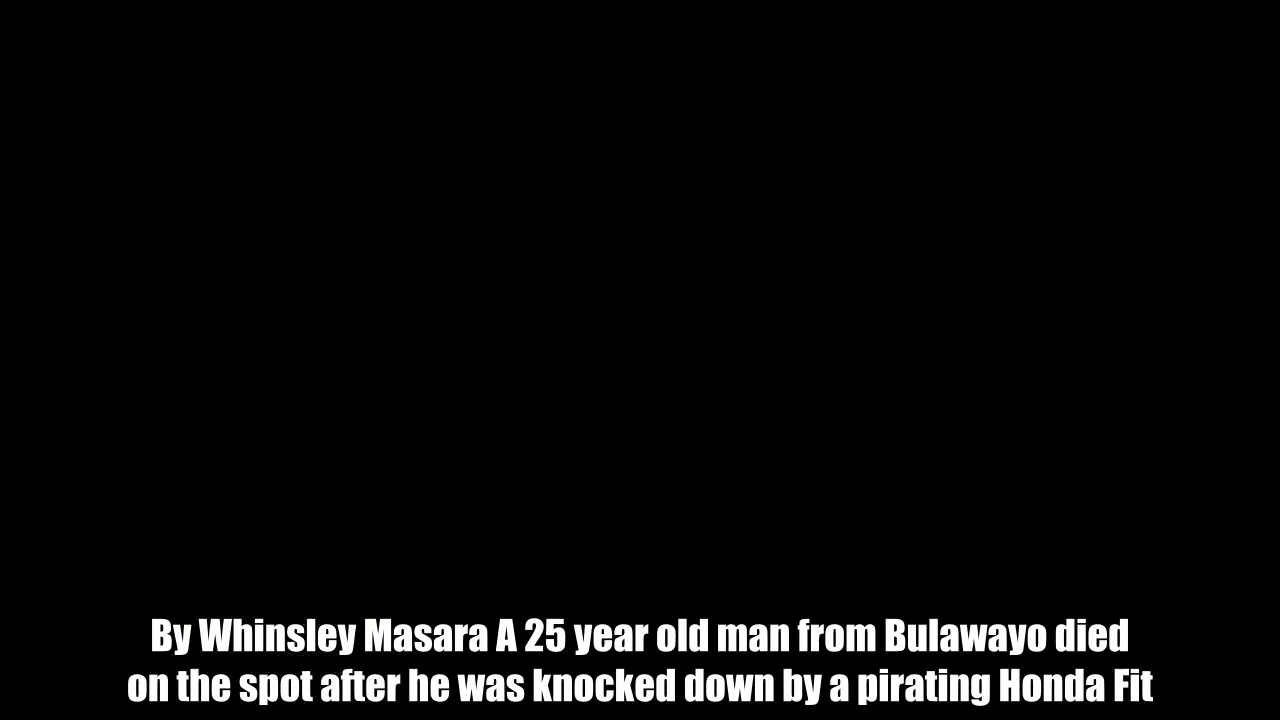 By Whinsley Masara A 25 year old man from Bulawayo died
on the spot after he was knocked down by a pirating Honda Fit